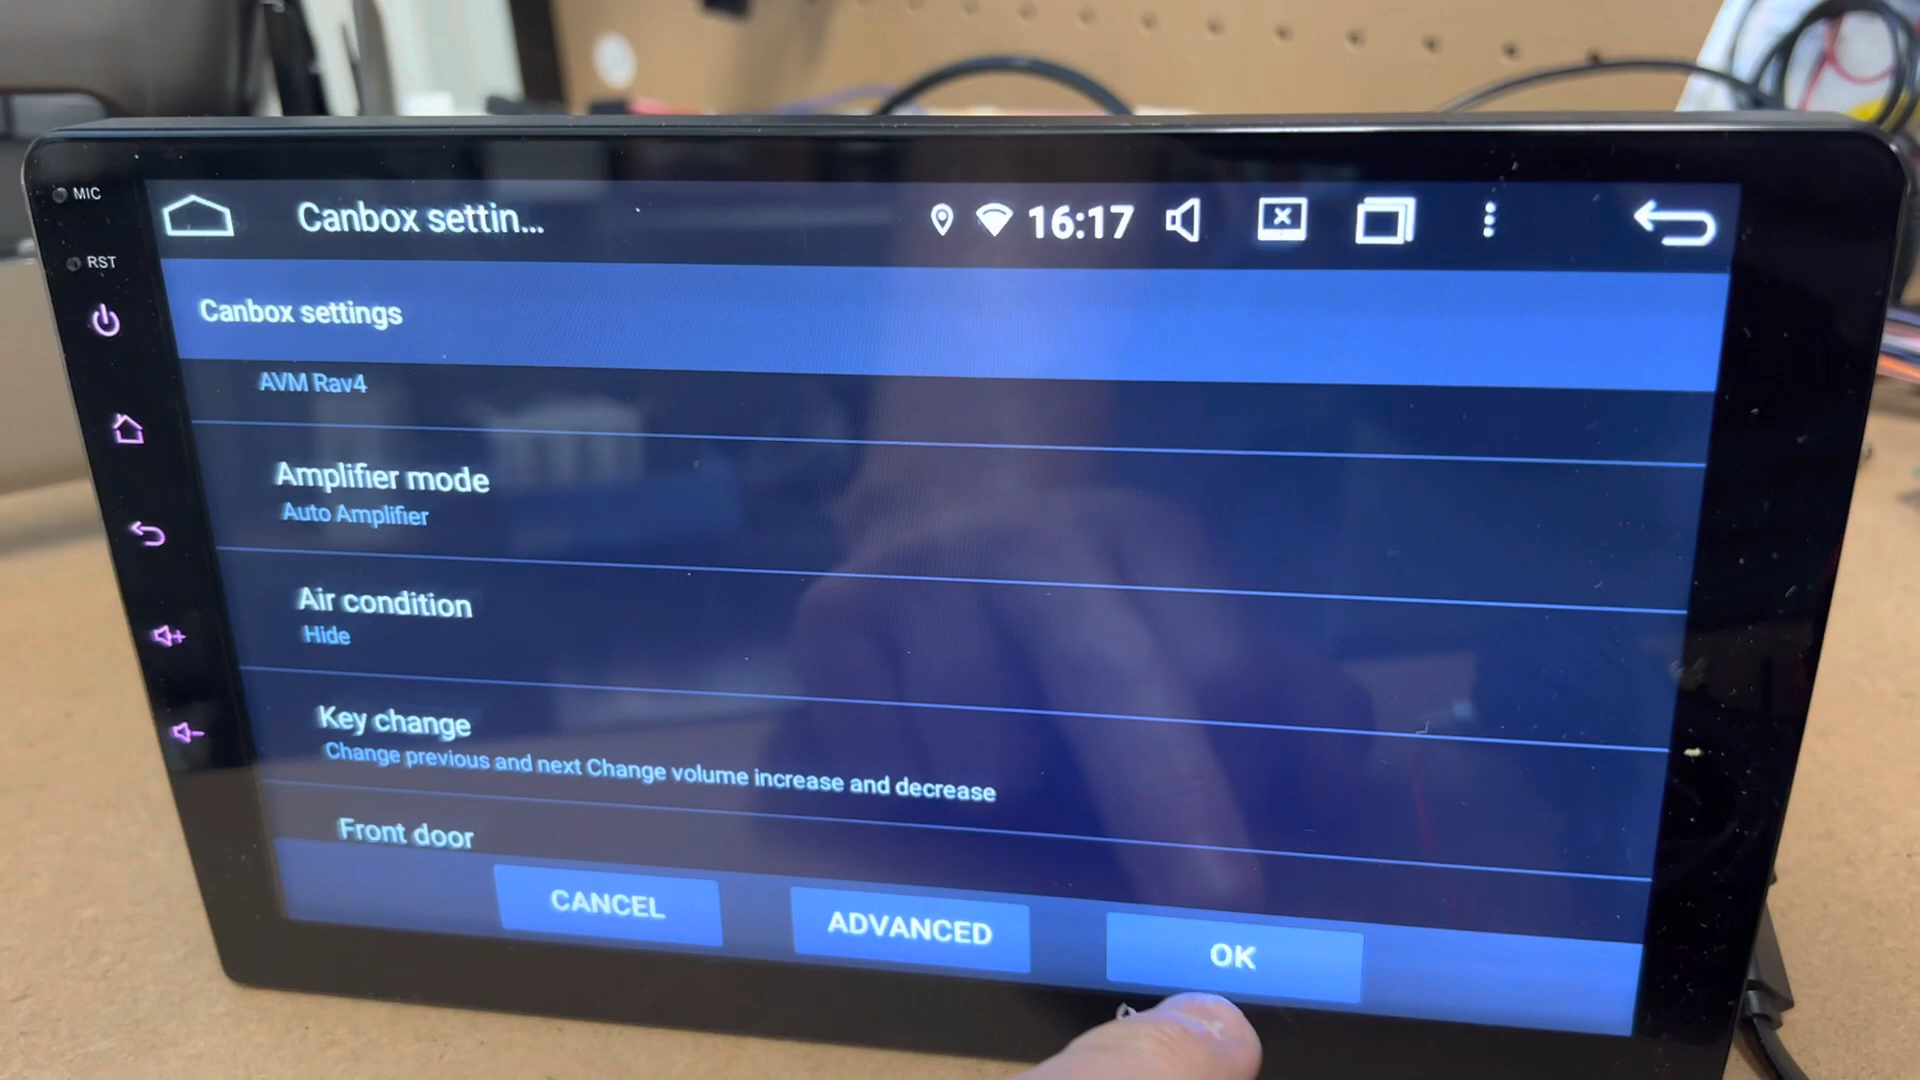 MIC
RST
Canbox settin...
16:17
Canbox settings
AVM Rav4
Amplifier mode
Auto Amplifier
Air condition
Hide
Key change
Change previous and next Change volume increase and decrease
Front door
CANCEL
ADVANCED
OK